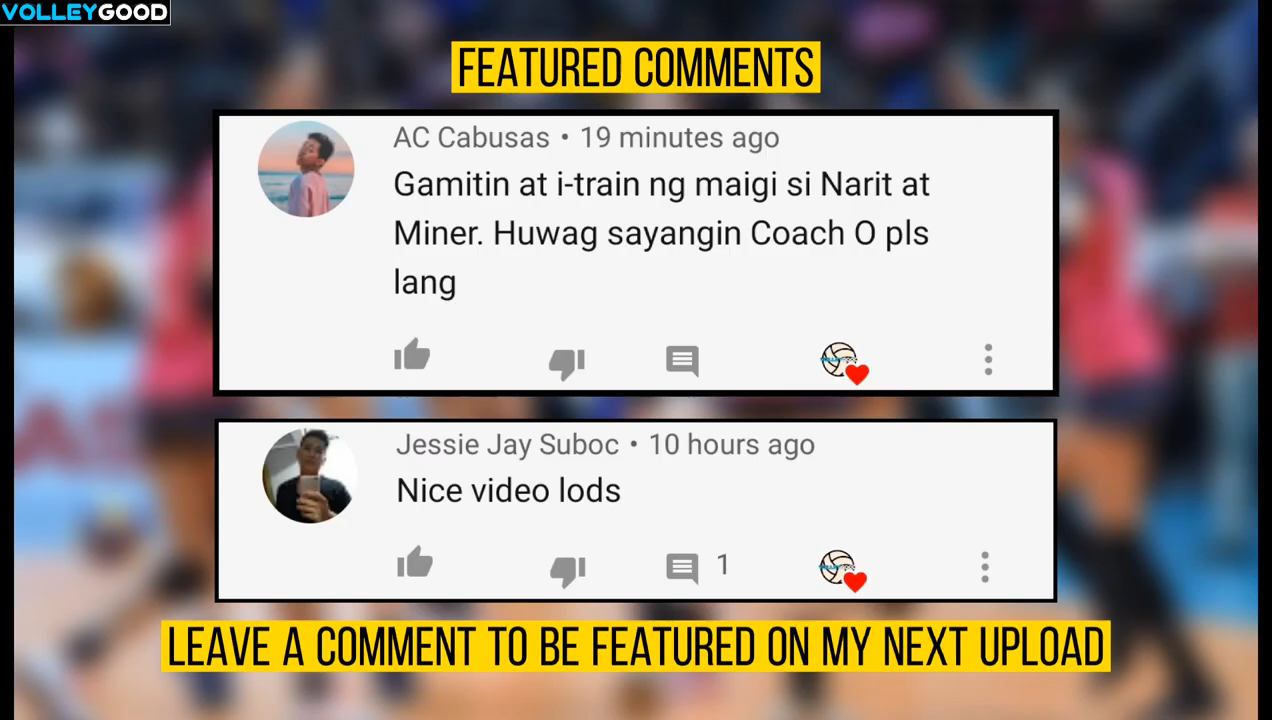 VOLLEYGOOD
FEATURED COMMENTS
AC Cabusas • 19 minutes ago
Gamitin at i-train ng maigi si Narit at
Miner. Huwag sayangin Coach O pls
lang
Jessie Jay Suboc • 10 hours ago
Nice video lods
1
LEAVE A COMMENT TO BE FEATURED ON MY NEXT UPLOAD